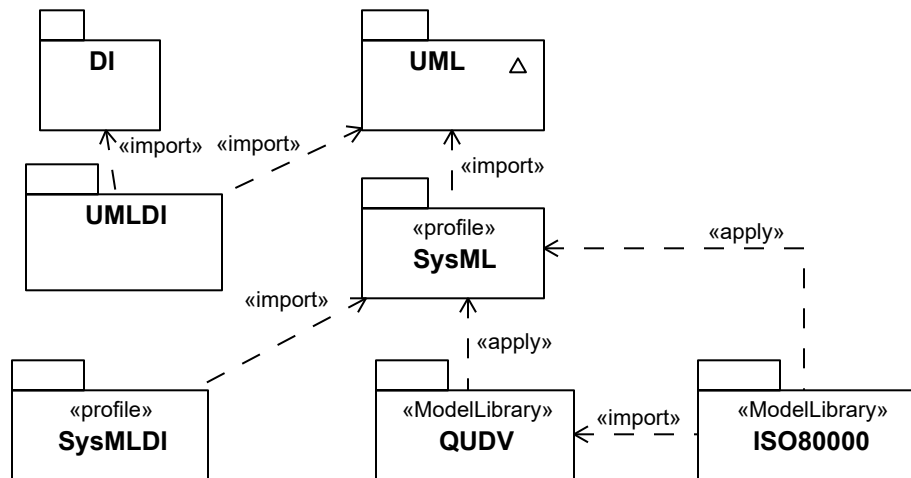 DI
UML
«import»
«import»
«import»
UMLDI
«profile»
SysML
«apply»
«import»
«apply»
«profile»
SysMLDI
«ModelLibrary»
QUDV
«import»
«ModelLibrary»
ISO80000